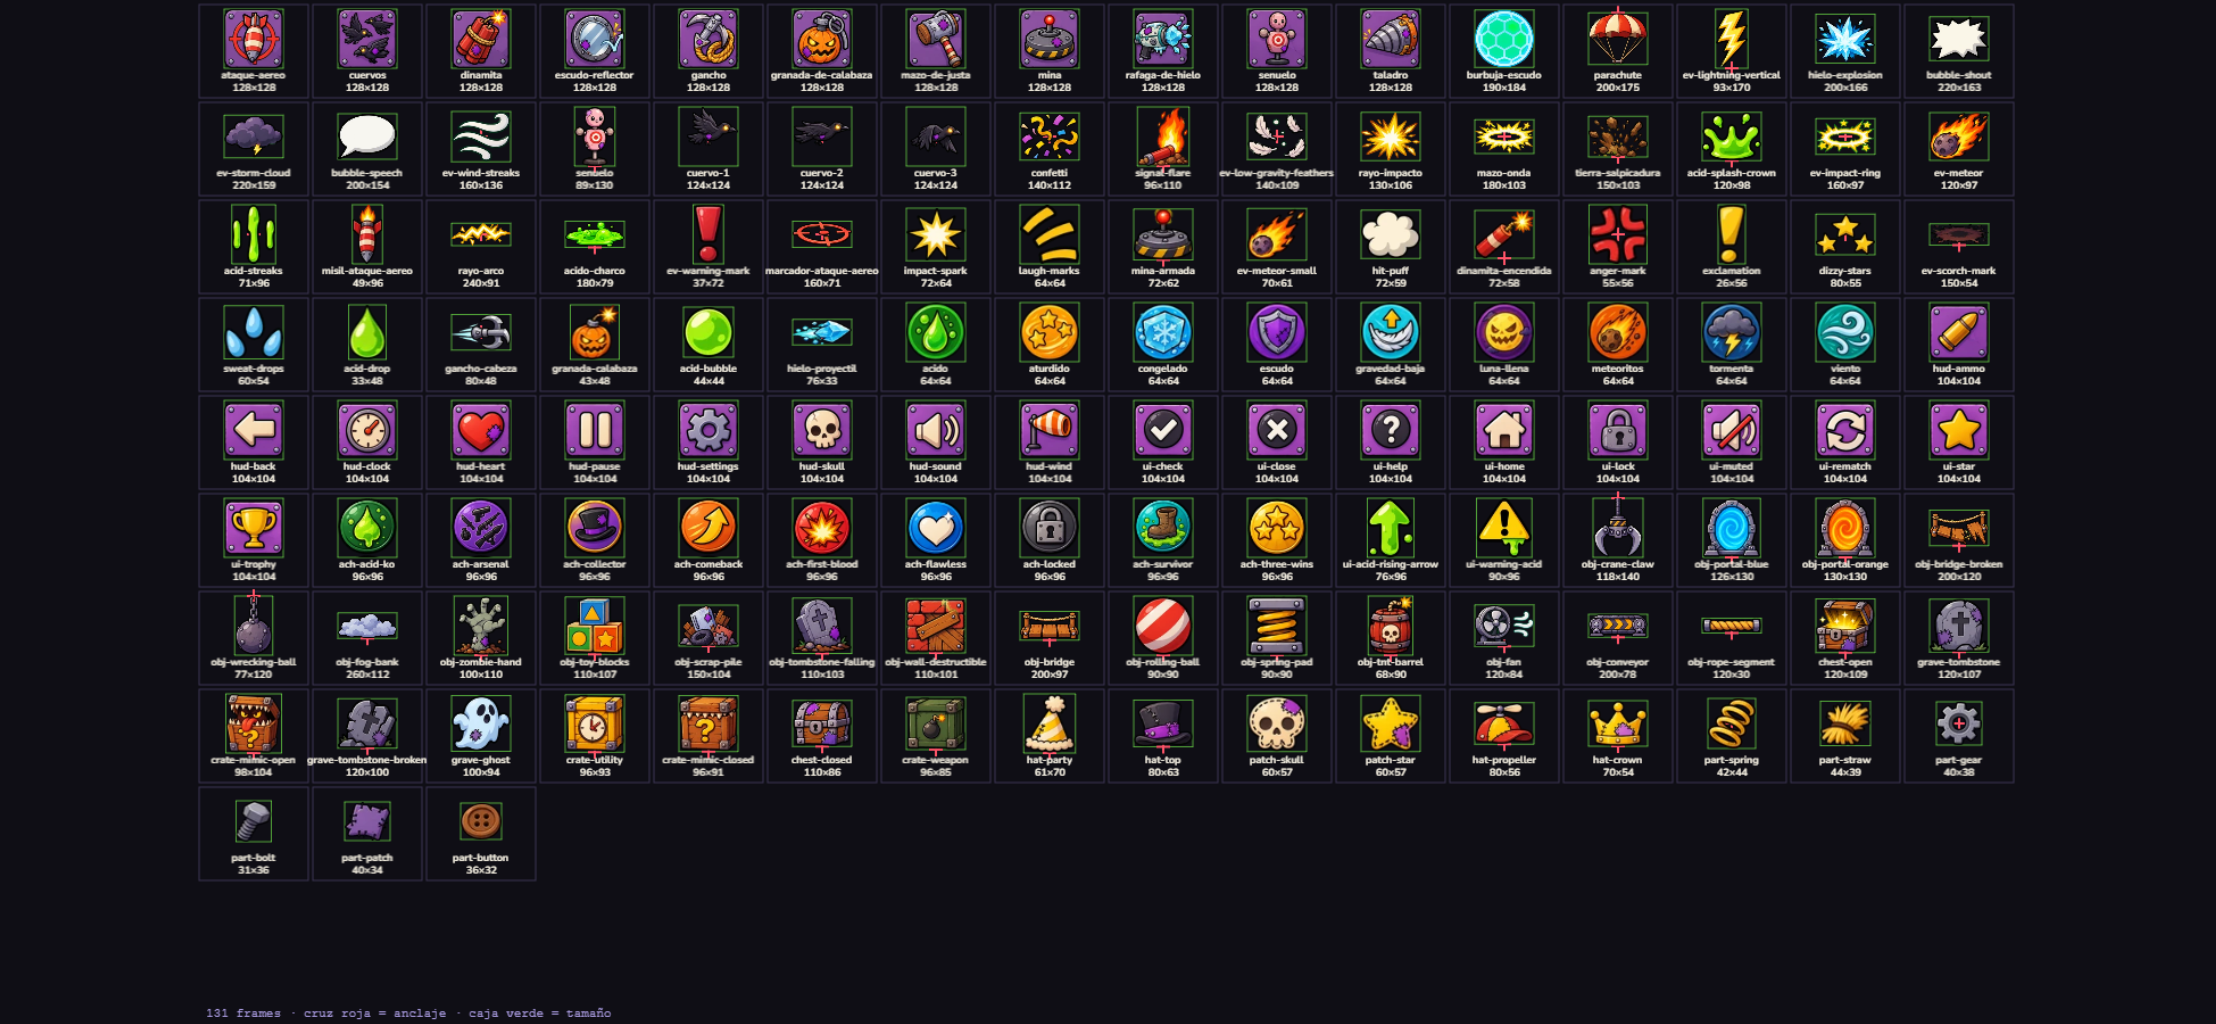 ataque-aereo cuervos dinamita escudo-reflector gancho granada-de-calabaza mazo-de-justa mina rafaga-de-hielo senuelo taladro burbuja-escudo parachute ev-lightning-vertical hielo-explosion bubble-shout
128×128 128×128 128×128 128×128 128×128 128×128 128×128 128×128 128×128 128×128 128×128 190×184 200×175 93×170 200×166 220×163
ev-storm-cloud bubble-speech ev-wind-streaks senuelo cuervo-1 cuervo-2 cuervo-3 confetti signal-flare ev-low-gravity-feathers rayo-impacto mazo-onda tierra-salpicadura acid-splash-crown ev-impact-ring ev-meteor
220×159 200×154 160×136 89×130 124×124 124×124 124×124 140×112 96×110 140×109 130×106 180×103 150×103 120×98 160×97 120×97
acid-streaks misil-ataque-aereo rayo-arco acido-charco ev-warning-mark marcador-ataque-aereo impact-spark laugh-marks mina-armada ev-meteor-small hit-puff dinamita-encendida anger-mark exclamation dizzy-stars ev-scorch-mark
71×96 49×96 240×91 180×79 37×72 160×71 72×64 64×64 72×62 70×61 72×59 72×58 55×56 26×56 80×55 150×54
sweat-drops acid-drop gancho-cabeza granada-calabaza acid-bubble hielo-proyectil acido aturdido congelado escudo gravedad-baja luna-llena meteoritos tormenta viento hud-ammo
60×54 33×48 80×48 43×48 44×44 76×33 64×64 64×64 64×64 64×64 64×64 64×64 64×64 64×64 64×64 104×104
hud-back hud-clock hud-heart hud-pause hud-settings hud-skull hud-sound hud-wind ui-check ui-close ui-help ui-home ui-lock ui-muted ui-rematch ui-star
104×104 104×104 104×104 104×104 104×104 104×104 104×104 104×104 104×104 104×104 104×104 104×104 104×104 104×104 104×104 104×104
ui-trophy ach-acid-ko ach-arsenal ach-collector ach-comeback ach-first-blood ach-flawless ach-locked ach-survivor ach-three-wins ui-acid-rising-arrow ui-warning-acid obj-crane-claw obj-portal-blue obj-portal-orange obj-bridge-broken
104×104 96×96 96×96 96×96 96×96 96×96 96×96 96×96 96×96 96×96 76×96 90×96 118×140 126×130 130×130 200×120
obj-wrecking-ball obj-fog-bank obj-zombie-hand obj-toy-blocks obj-scrap-pile obj-tombstone-falling obj-wall-destructible obj-bridge obj-rolling-ball obj-spring-pad obj-tnt-barrel obj-fan obj-conveyor obj-rope-segment chest-open grave-tombstone
77×120 260×112 100×110 110×107 150×104 110×103 110×101 200×97 90×90 90×90 68×90 120×84 200×78 120×30 120×109 120×107
crate-mimic-open grave-tombstone-broken grave-ghost crate-utility crate-mimic-closed chest-closed crate-weapon hat-party hat-top patch-skull patch-star hat-propeller hat-crown part-spring part-straw part-gear
98×104 120×100 100×94 96×93 96×91 110×86 96×85 61×70 80×63 60×57 60×57 80×56 70×54 42×44 44×39 40×38
part-bolt part-patch part-button
31×36 40×34 36×32
131 frames · cruz roja = anclaje · caja verde = tamaño